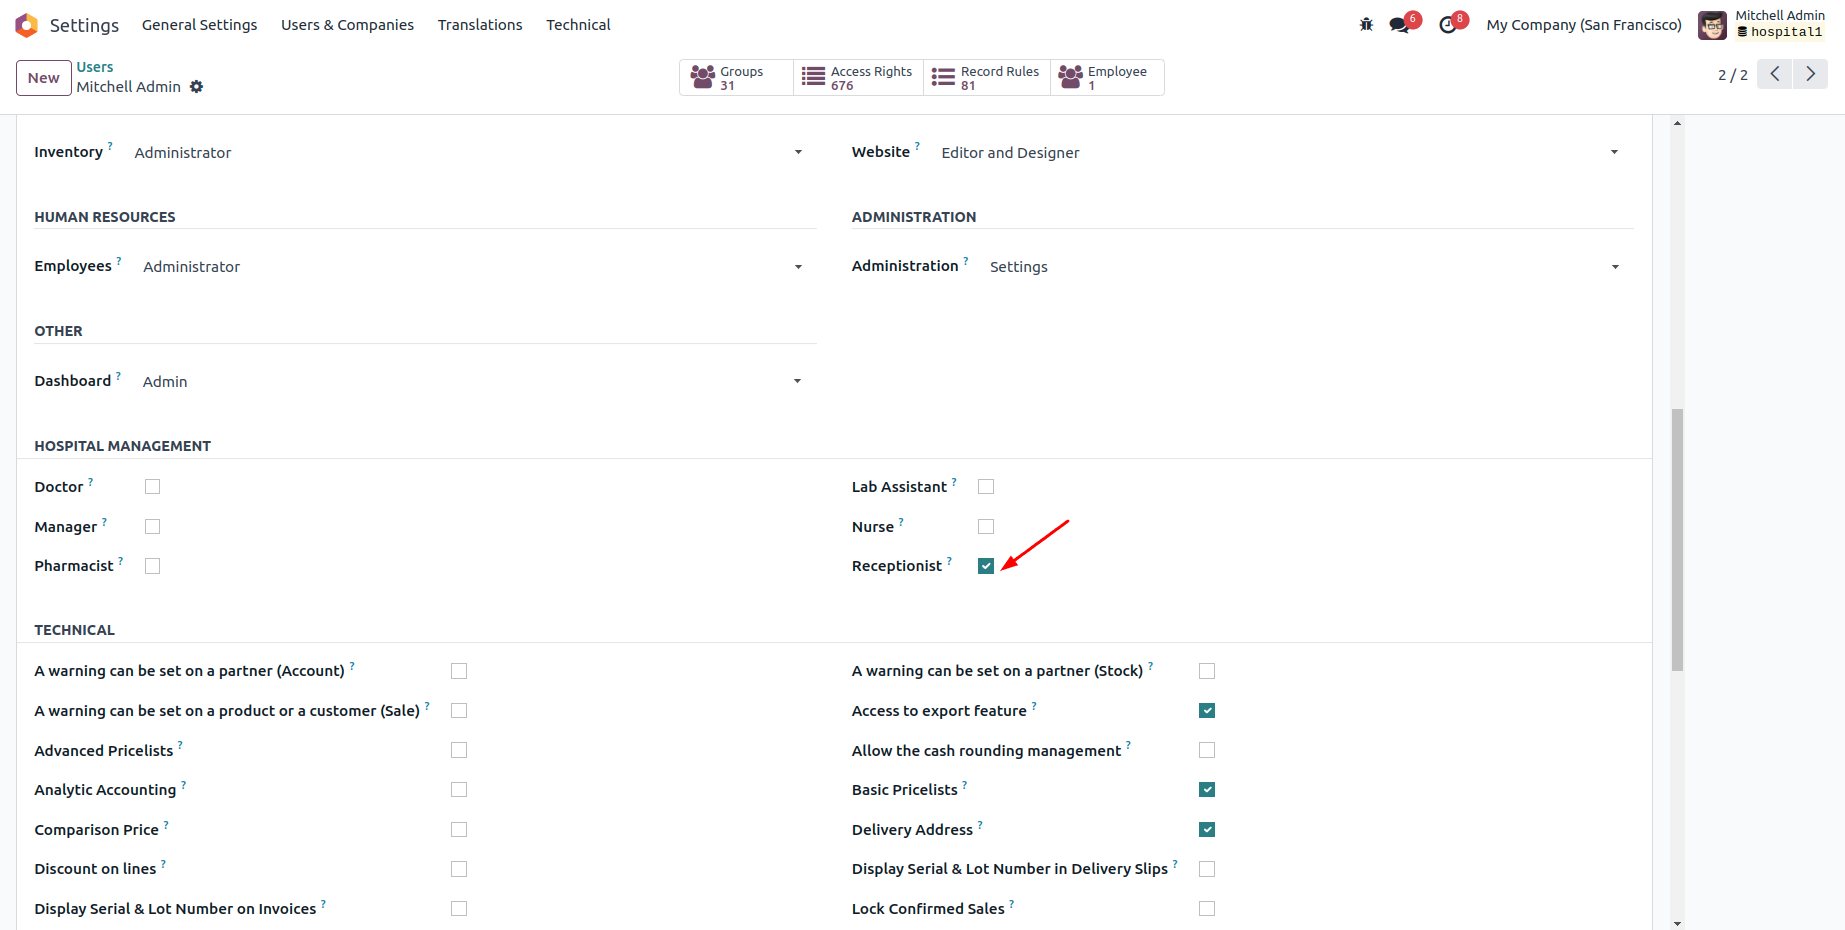 Settings General Settings Users & Companies Translations Technical 6 8 My Company (San Francisco) Mitchell Admin
hospital1
New Users
Mitchell Admin
Groups 31 Access Rights 676 Record Rules 81 Employee 1
2 / 2
Inventory ? Administrator Website ? Editor and Designer
HUMAN RESOURCES ADMINISTRATION
Employees ? Administrator Administration ? Settings
OTHER
Dashboard ? Admin
HOSPITAL MANAGEMENT
Doctor ? Lab Assistant ?
Manager ? Nurse ?
Pharmacist ? Receptionist ?
TECHNICAL
A warning can be set on a partner (Account) ? A warning can be set on a partner (Stock) ?
A warning can be set on a product or a customer (Sale) ? Access to export feature ?
Advanced Pricelists ? Allow the cash rounding management ?
Analytic Accounting ? Basic Pricelists ?
Comparison Price ? Delivery Address ?
Discount on lines ? Display Serial & Lot Number in Delivery Slips ?
Display Serial & Lot Number on Invoices ? Lock Confirmed Sales ?